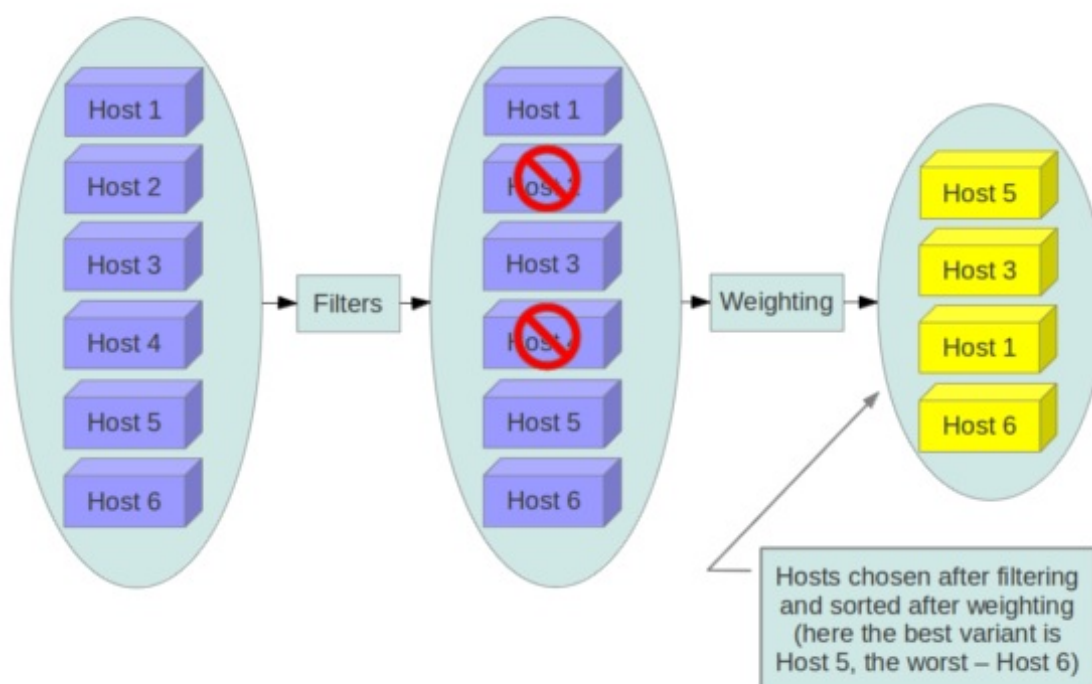 Host 1
Host 2
Host 3
Host 4
Host 5
Host 6
Filters
Host 1
Host
Host 3
Host
Host 5
Host 6
Weighting
Host 5
Host 3
Host 1
Host 6
Hosts chosen after filtering
and sorted after weighting
(here the best variant is
Host 5, the worst – Host 6)